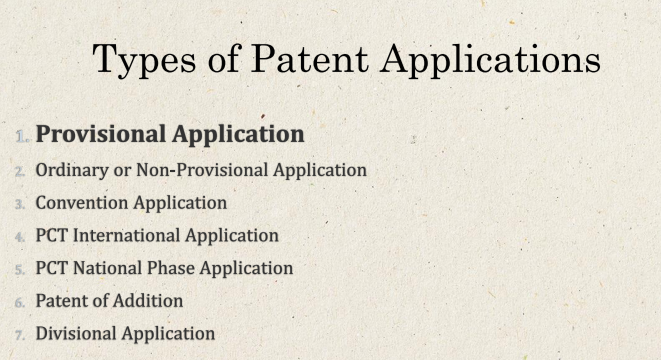 Types of Patent Applications
1. Provisional Application
2. Ordinary or Non-Provisional Application
3. Convention Application
4. PCT International Application
5. PCT National Phase Application
6. Patent of Addition
7. Divisional Application